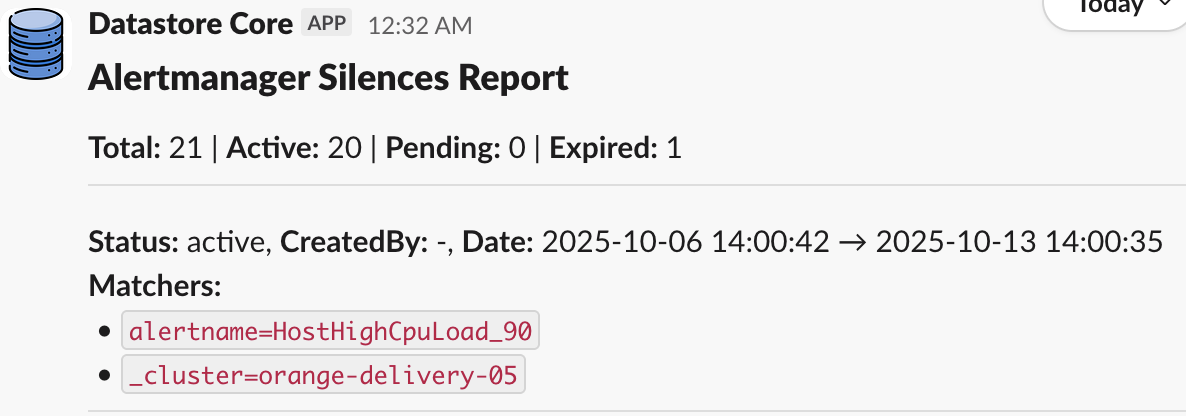 Today
Datastore Core APP 12:32 AM
Alertmanager Silences Report
Total: 21 | Active: 20 | Pending: 0 | Expired: 1
Status: active, CreatedBy: -, Date: 2025-10-06 14:00:42 → 2025-10-13 14:00:35
Matchers:
• alertname=HostHighCpuLoad_90
• _cluster=orange-delivery-05